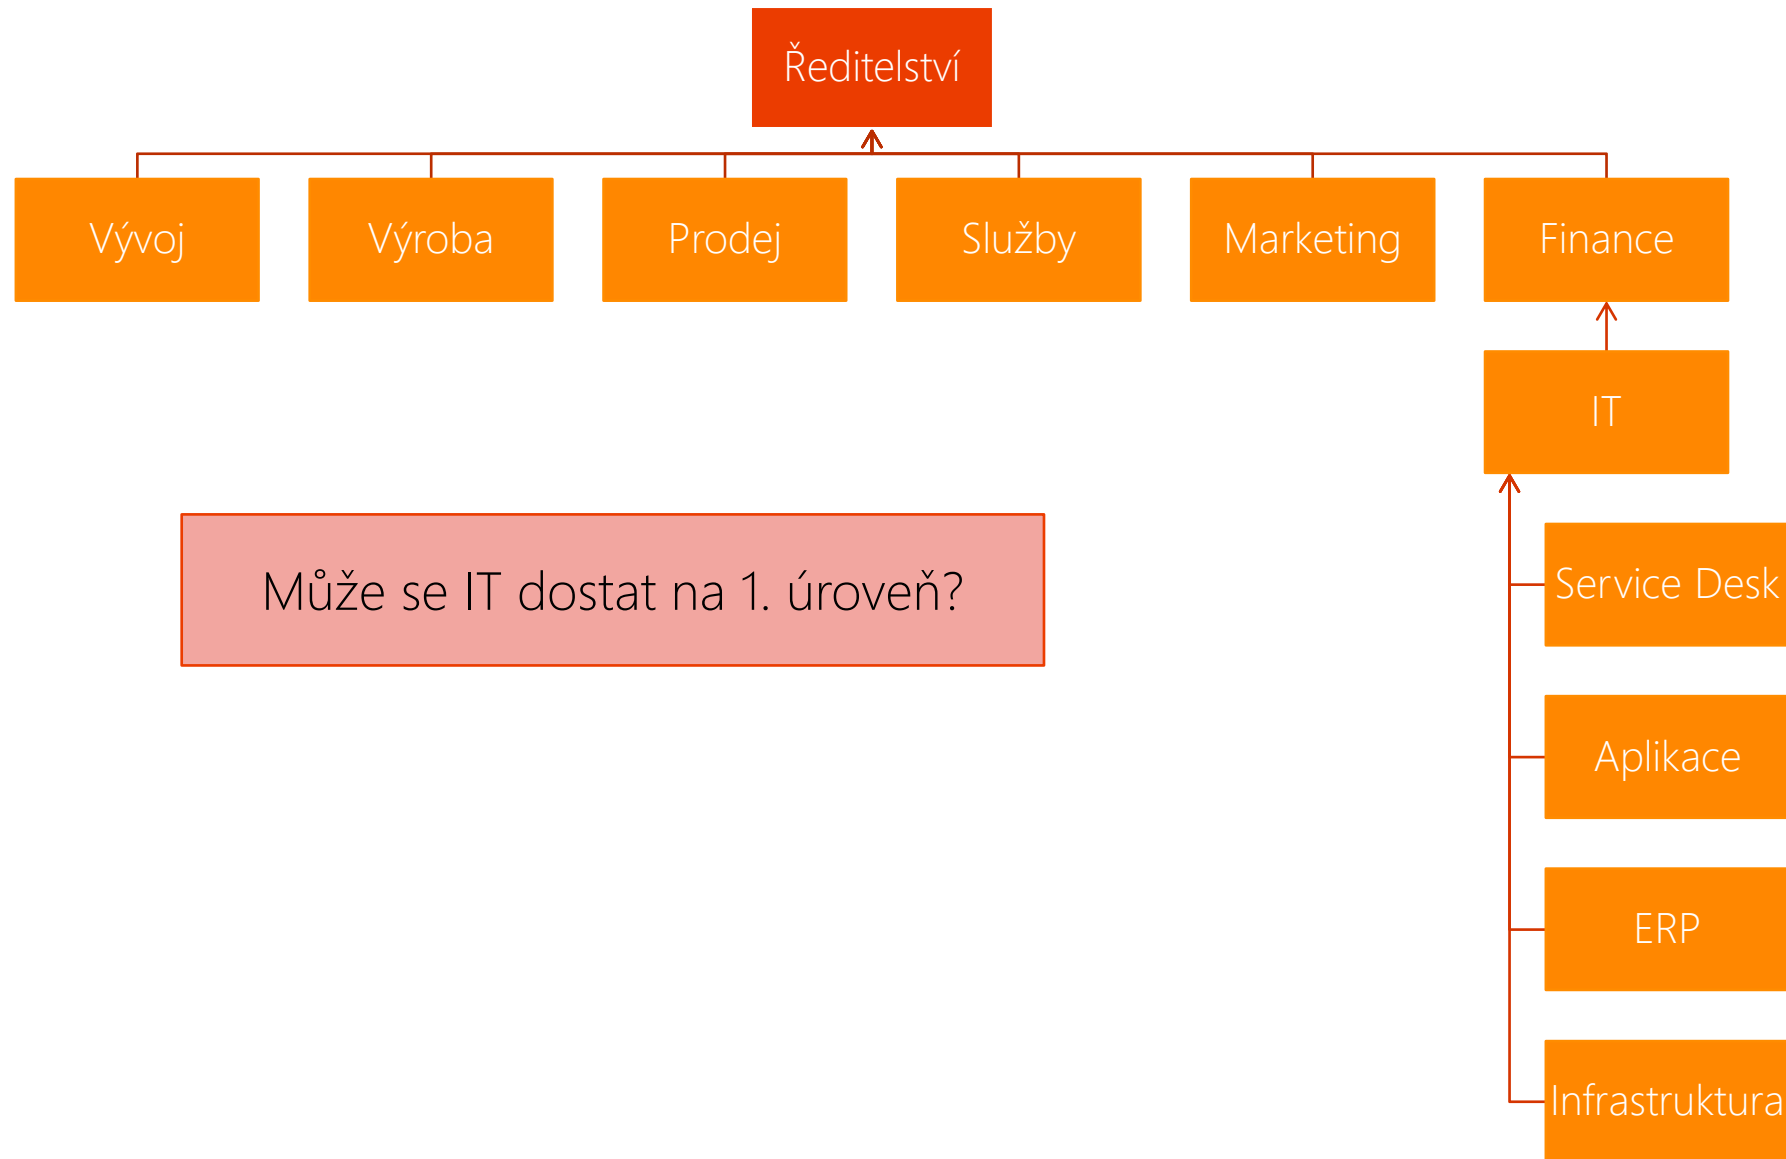 Ředitelství
Vývoj
Výroba
Prodej
Služby
Marketing
Finance
IT
Může se IT dostat na 1. úroveň?
Service Desk
Aplikace
ERP
Infrastruktura